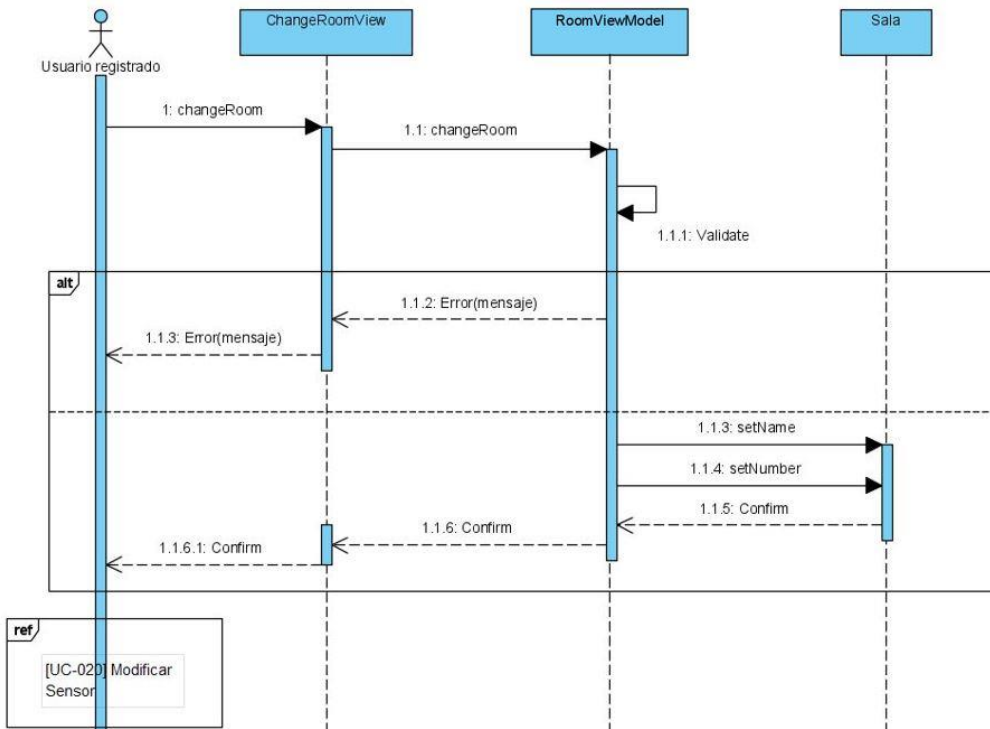 ChangeRoomView
RoomViewModel
Sala
Usuario registrado
1: changeRoom
1.1: changeRoom
1.1.1: Validate
alt
1.1.2: Error(mensaje)
1.1.3: Error(mensaje)
1.1.3: setName
1.1.4: setNumber
1.1.5: Confirm
1.1.6: Confirm
1.1.6.1: Confirm
ref
[UC-020] Modificar
Sensor